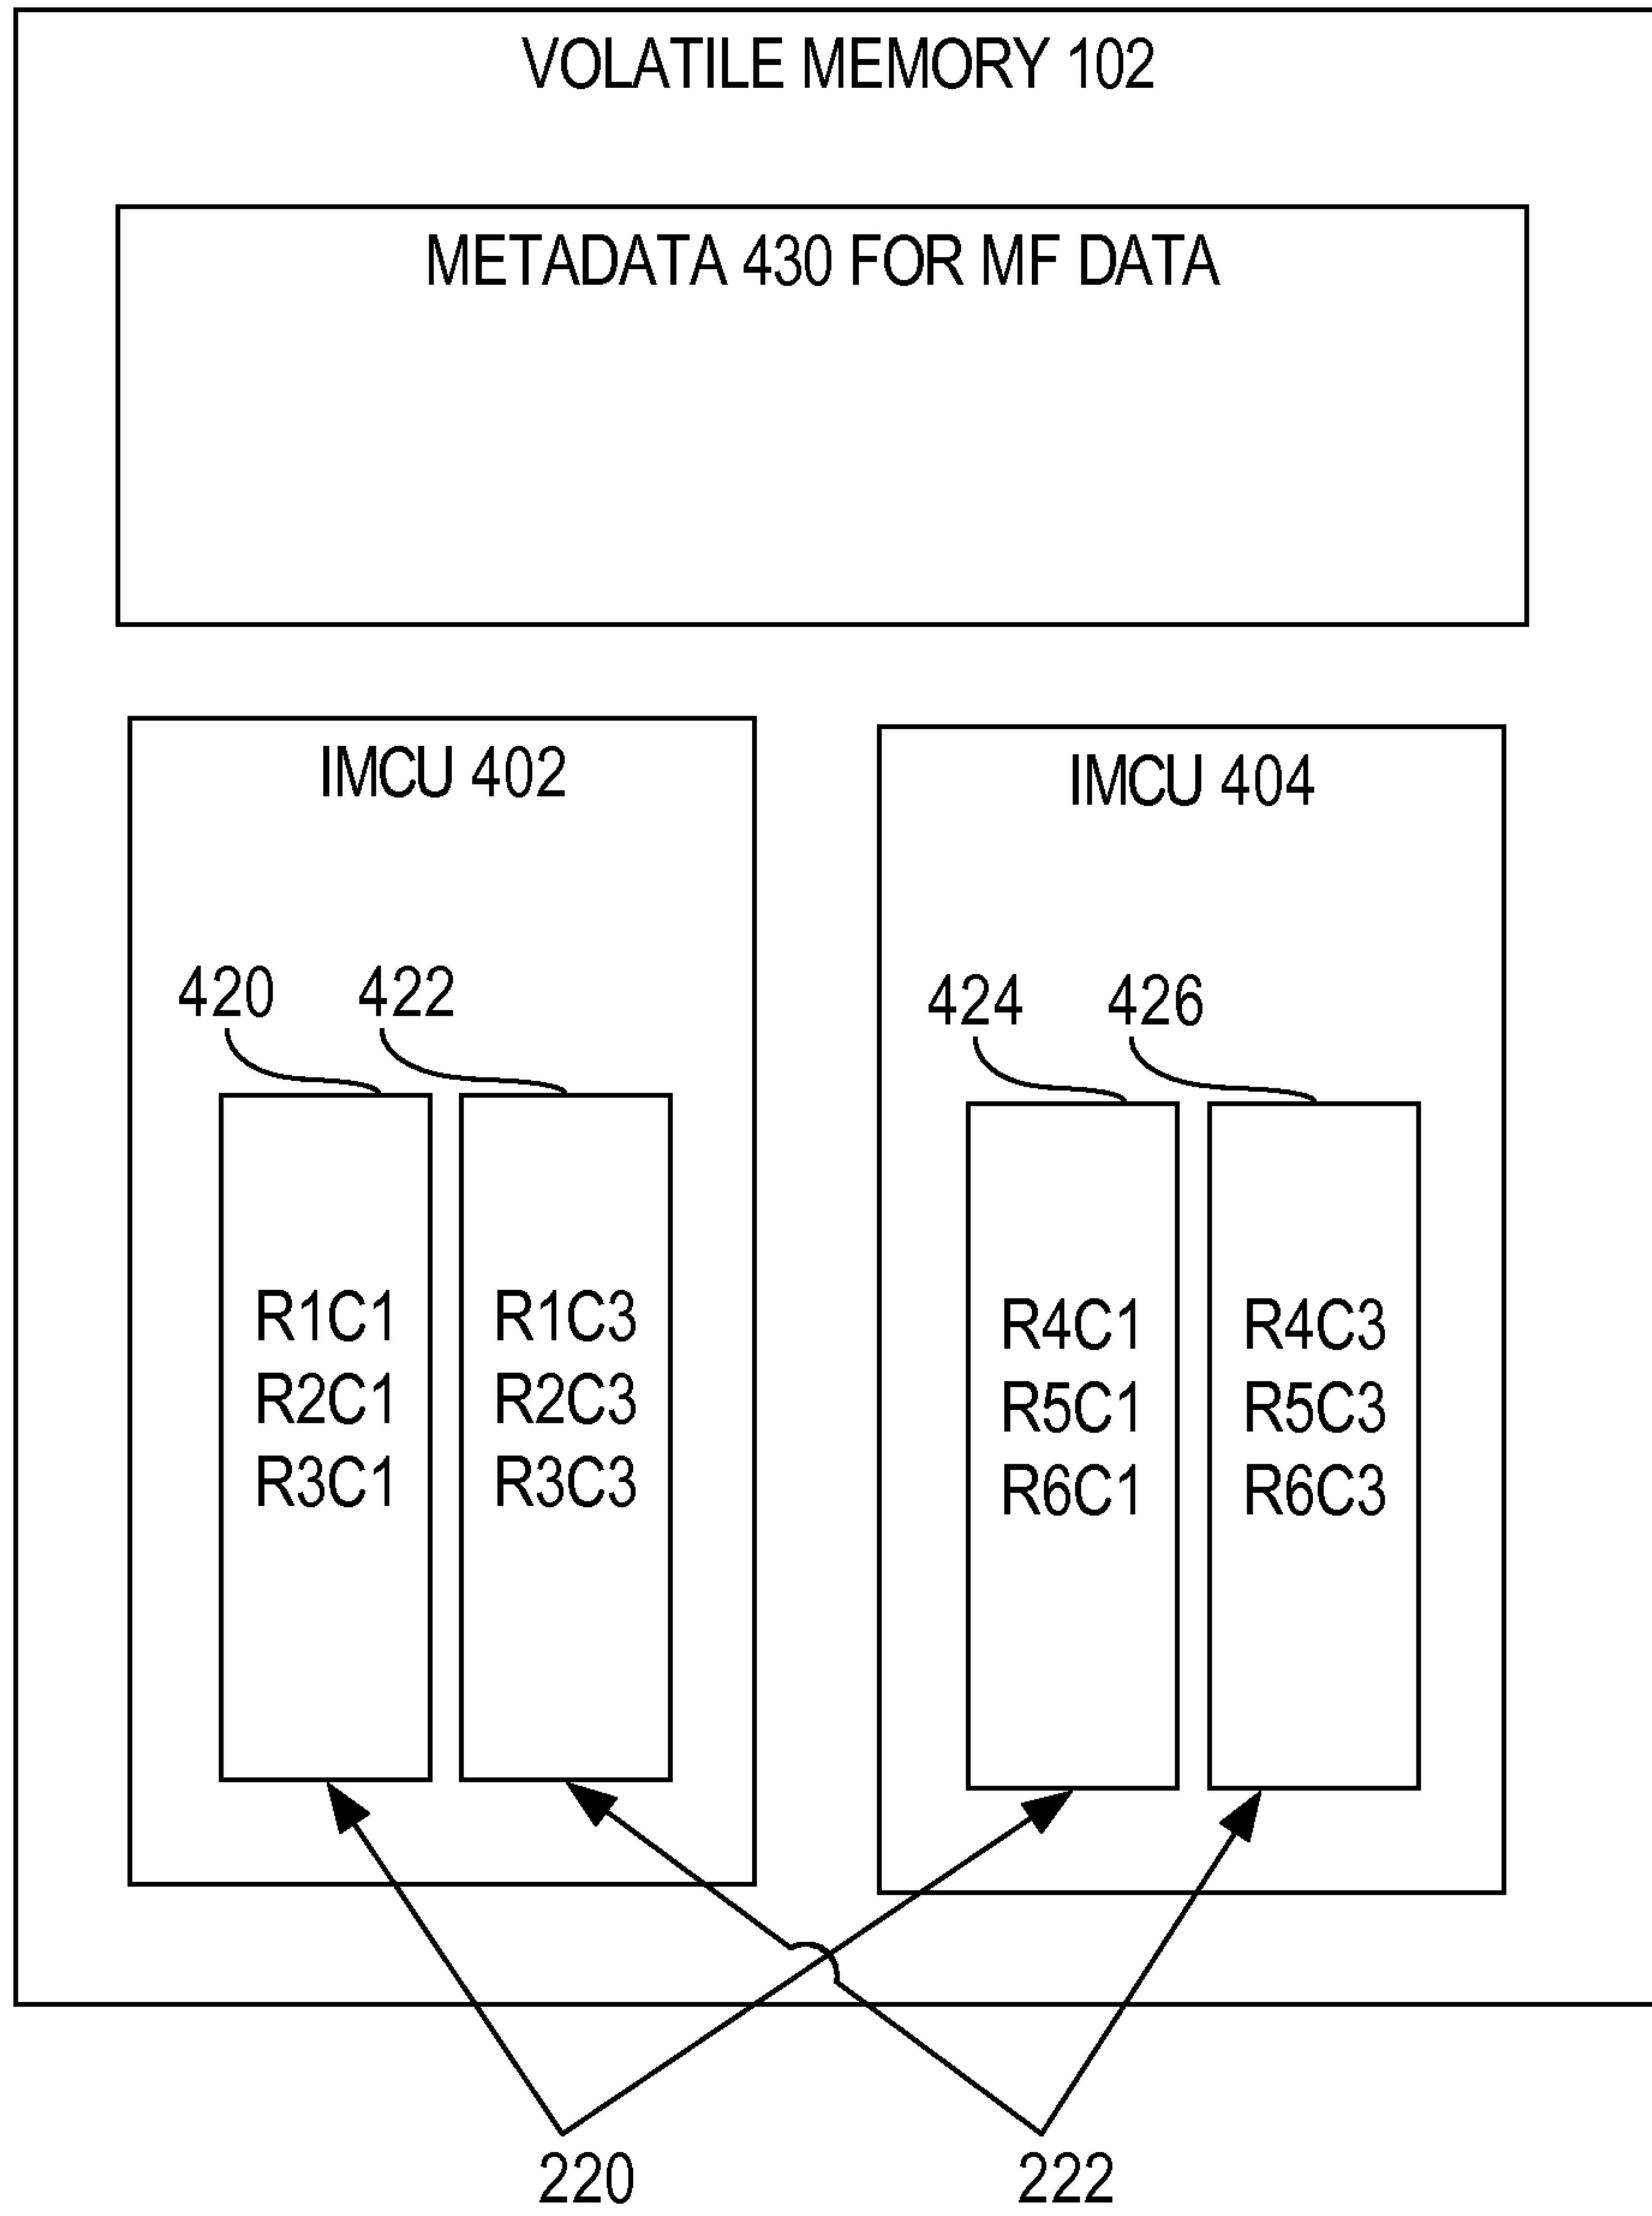 VOLATILE MEMORY 102
METADATA 430 FOR MF DATA
IMCU 402
420
422
R1C1
R2C1
R3C1
R1C3
R2C3
R3C3
IMCU 404
424
426
R4C1
R5C1
R6C1
R4C3
R5C3
R6C3
220
222